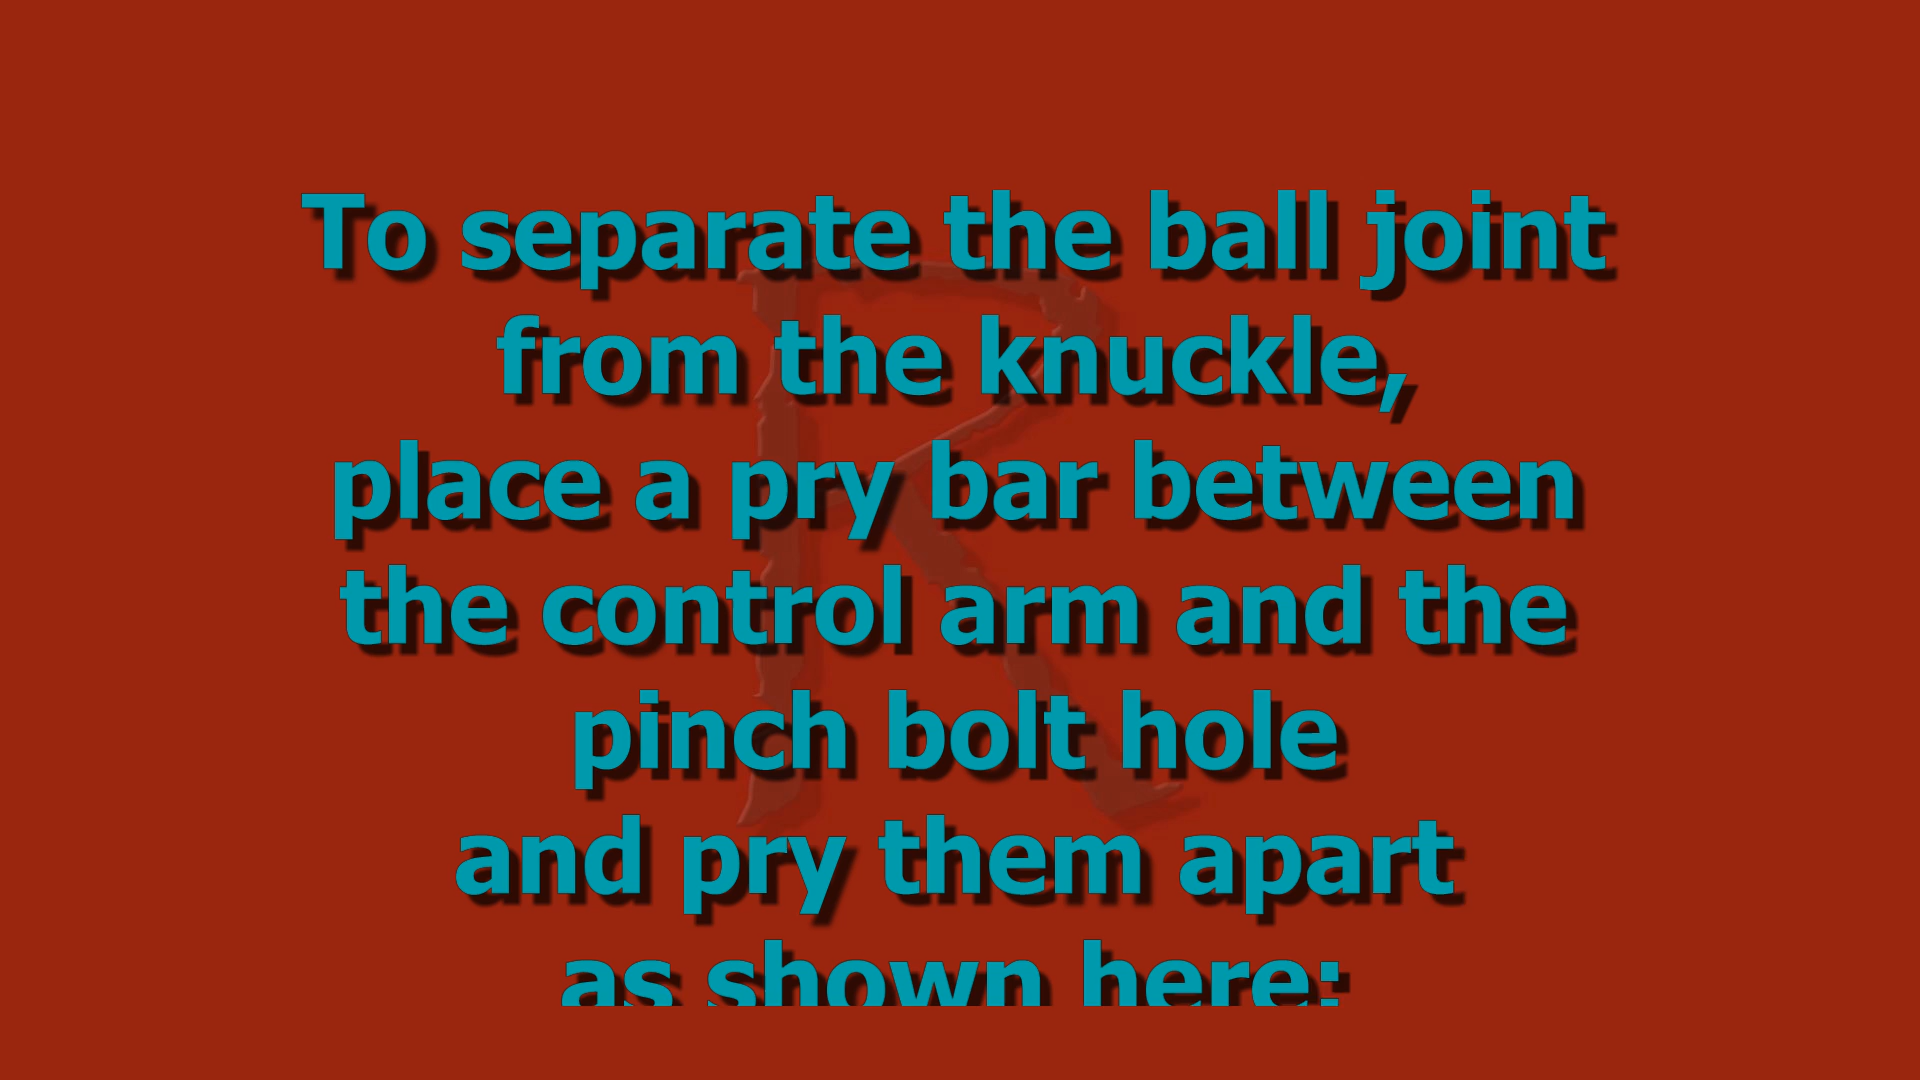 To separate the ball joint
from the knuckle,
place a pry bar between
the control arm and the
pinch bolt hole
and pry them apart
as shown here:
R